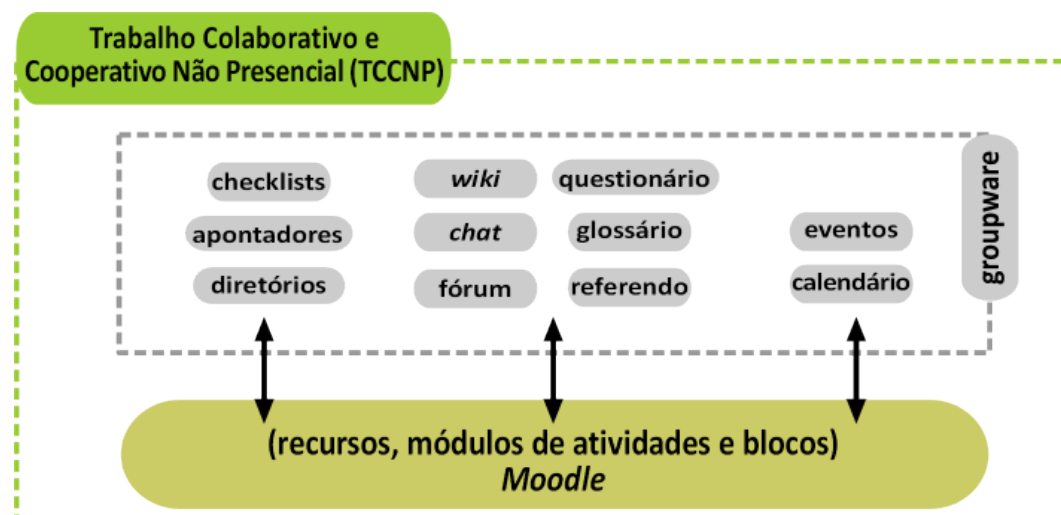 Trabalho Colaborativo e
Cooperativo Não Presencial (TCCNP)
checklists
apontadores
diretórios
wiki
chat
fórum
questionário
glossário
referendo
eventos
calendário
groupware
(recursos, módulos de atividades e blocos)
Moodle